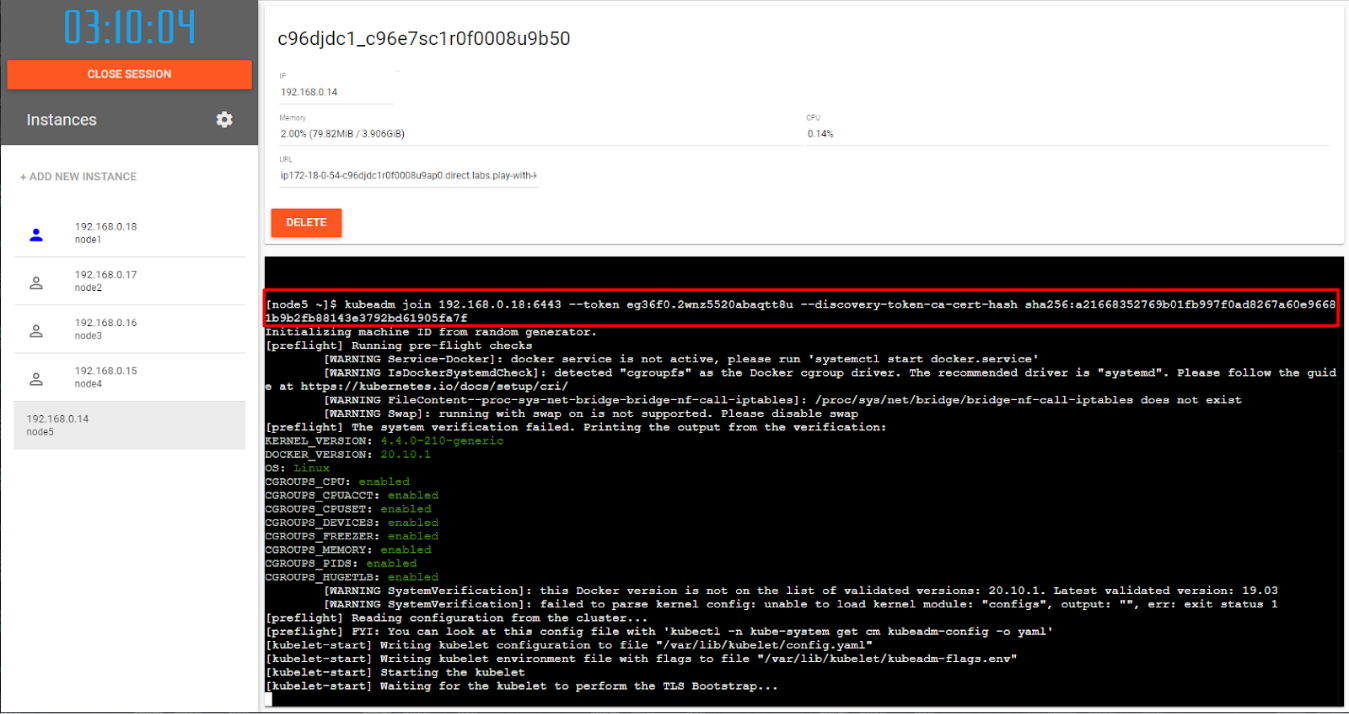 03:10:04
CLOSE SESSION
Instances
+ ADD NEW INSTANCE
192.168.0.18
node1
192.168.0.17
node2
192.168.0.16
node3
192.168.0.15
node4
192.168.0.14
node5
c96djdc1_c96e7sc1r0f0008u9b50
IP
192.168.0.14
Memory
2.00% (79.82MiB / 3.906GiB)
CPU
0.14%
URL
ip172-18-0-54-c96djdc1r0f0008u9ap0.direct.labs.play-with-
DELETE
[node5 ~]$ kubeadm join 192.168.0.18:6443 --token eg36f0.2wnz5520abaqtt8u --discovery-token-ca-cert-hash sha256:a21668352769b01fb997f0ad8267a60e9668
1b9b2fb88143e3792bd61905fa7f
Initializing machine ID from random generator.
[preflight] Running pre-flight checks
[WARNING Service-Docker]: docker service is not active, please run 'systemctl start docker.service'
[WARNING IsDockerSystemdCheck]: detected "cgroupfs" as the Docker cgroup driver. The recommended driver is "systemd". Please follow the guid
e at https://kubernetes.io/docs/setup/cri/
[WARNING FileContent--proc-sys-net-bridge-bridge-nf-call-iptables]: /proc/sys/net/bridge/bridge-nf-call-iptables does not exist
[WARNING Swap]: running with swap on is not supported. Please disable swap
[preflight] The system verification failed. Printing the output from the verification:
KERNEL_VERSION: 4.4.0-210-generic
DOCKER_VERSION: 20.10.1
OS: Linux
CGROUPS_CPU: enabled
CGROUPS_CPUACCT: enabled
CGROUPS_CPUSET: enabled
CGROUPS_DEVICES: enabled
CGROUPS_FREEZER: enabled
CGROUPS_MEMORY: enabled
CGROUPS_PIDS: enabled
CGROUPS_HUGETLB: enabled
[WARNING SystemVerification]: this Docker version is not on the list of validated versions: 20.10.1. Latest validated version: 19.03
[WARNING SystemVerification]: failed to parse kernel config: unable to load kernel module: "configs", output: "", err: exit status 1
[preflight] Reading configuration from the cluster...
[preflight] FYI: You can look at this config file with 'kubectl -n kube-system get cm kubeadm-config -o yaml'
[kubelet-start] Writing kubelet configuration to file "/var/lib/kubelet/config.yaml"
[kubelet-start] Writing kubelet environment file with flags to file "/var/lib/kubelet/kubeadm-flags.env"
[kubelet-start] Starting the kubelet
[kubelet-start] Waiting for the kubelet to perform the TLS Bootstrap...